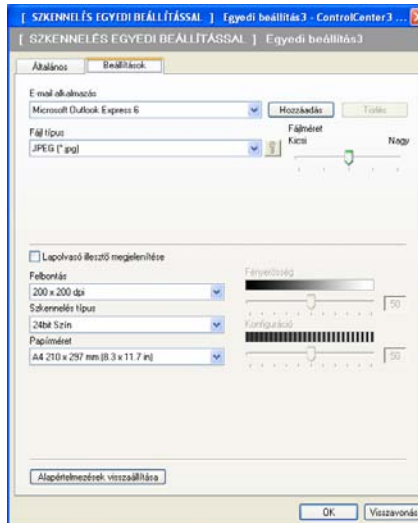 [ SZKENNELÉS EGYEDI BEÁLLÍTÁSSAL ] Egyedi beállítás3 - ControlCenter3 ...
[ SZKENNELÉS EGYEDI BEÁLLÍTÁSSAL ] Egyedi beállítás3
Általános Beállítások
E-mail alkalmazás
Microsoft Outlook Express 6 Hozzáadás Törlés
Fájl típus Fájlméret
Kicsi Nagy
JPEG (*.jpg)
Lapolvasó illesztő megjelenítése
Felbontás Fényerősség
200 x 200 dpi 50
Szkennelés típus
24bit Szín Konfiguráció
Papírméret
A4 210 x 297 mm (8.3 x 11.7 in) 50
Alapértelmezések visszaállítása
OK Visszavonás